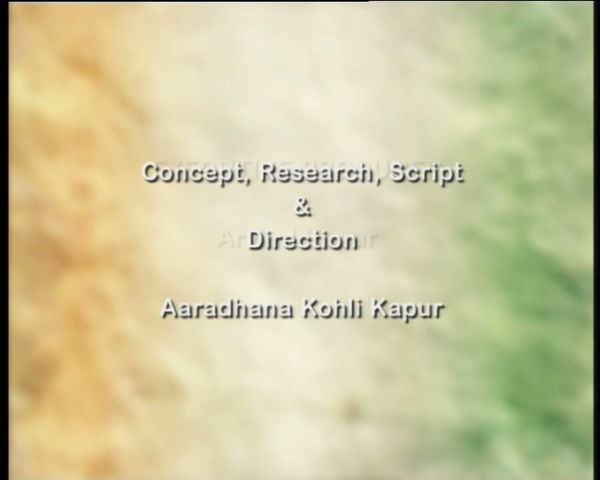 Concept, Research, Script
&
Direction
Aaradhana Kohli Kapur